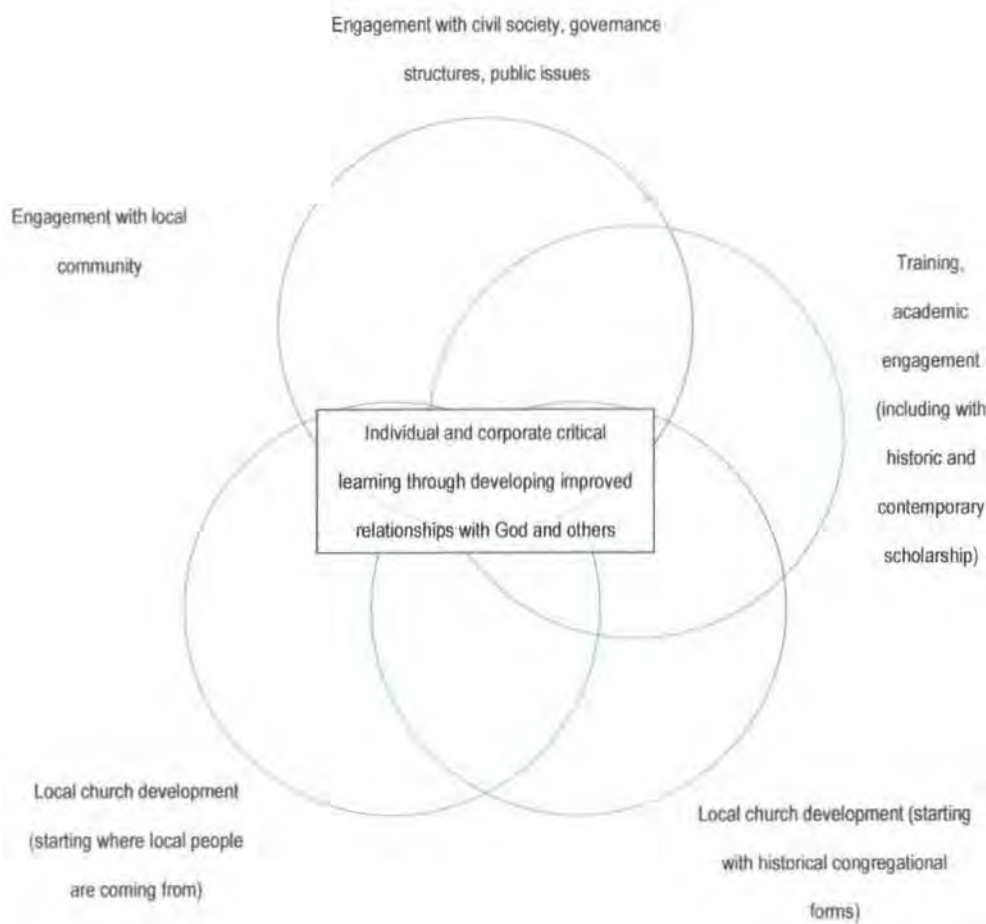 Engagement with civil society, governance
structures, public issues
Engagement with local
community
Training,
academic
engagement
(including with
historic and
contemporary
scholarship)
Individual and corporate critical
learning through developing improved
relationships with God and others
Local church development
(starting where local people
are coming from)
Local church development (starting
with historical congregational
forms)